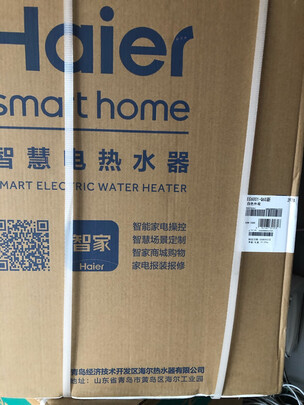 Haier
smart home
智慧电热水器
MART ELECTRIC WATER HEATER
智能家电操控
智慧场景定制
智家商城购物
家电报装报修
智家
Haier
青岛经济技术开发区海尔热水器有限公司
地址：山东省青岛市黄岛区海尔工业园